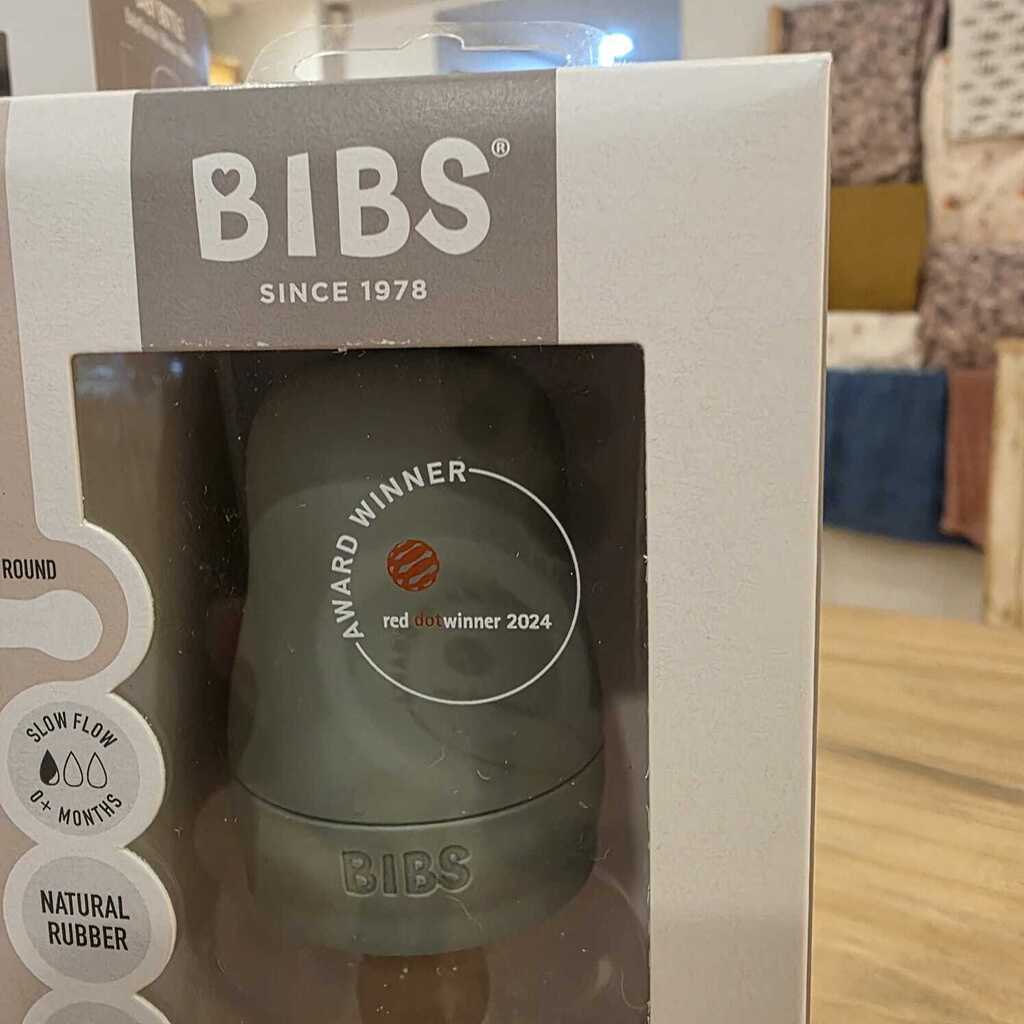 BIBS®
SINCE 1978
AWARD WINNER
red dot winner 2024
ROUND
SLOW FLOW
0+ MONTHS
NATURAL
RUBBER
BIBS